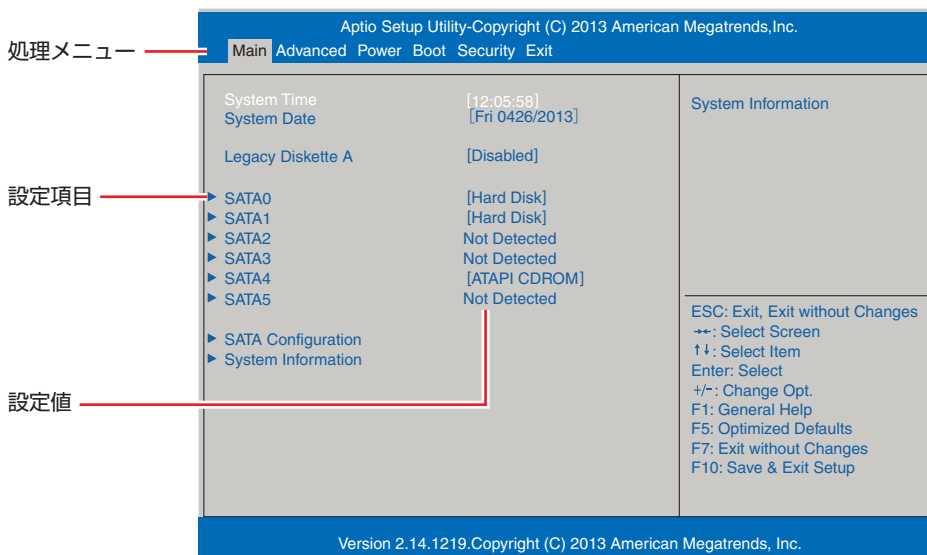 Aptio Setup Utility-Copyright (C) 2013 American Megatrends,Inc.
処理メニュー
Main Advanced Power Boot Security Exit
System Time [12:05:58]
System Date [Fri 0426/2013]
Legacy Diskette A [Disabled]
設定項目
▶ SATA0 [Hard Disk]
▶ SATA1 [Hard Disk]
▶ SATA2 Not Detected
▶ SATA3 Not Detected
▶ SATA4 [ATAPI CDROM]
▶ SATA5 Not Detected
▶ SATA Configuration
▶ System Information
設定値
System Information
ESC: Exit, Exit without Changes
→←: Select Screen
↑↓: Select Item
Enter: Select
+/-: Change Opt.
F1: General Help
F5: Optimized Defaults
F7: Exit without Changes
F10: Save & Exit Setup
Version 2.14.1219.Copyright (C) 2013 American Megatrends, Inc.